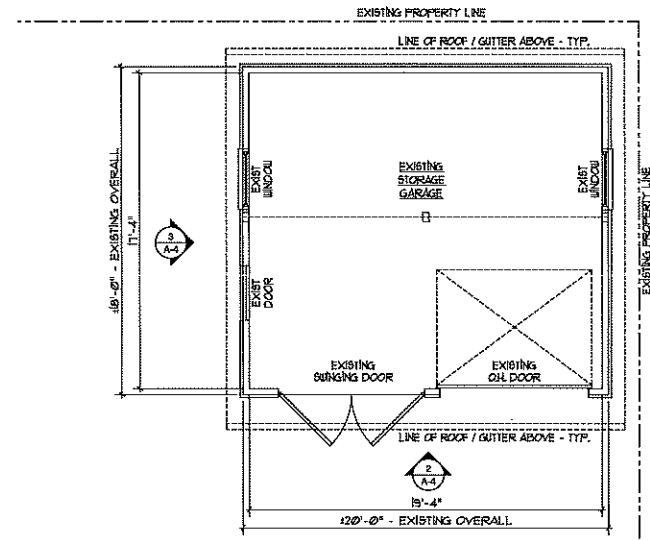 EXISTING PROPERTY LINE
LINE OF ROOF / GUTTER ABOVE - TYP.
EXIST
WINDOW
EXISTING
STORAGE
GARAGE
EXIST
WINDOW
EXISTING PROPERTY LINE
±18'-0" - EXISTING OVERALL
17'-4"
3
A-4
EXIST
DOOR
EXISTING
SWINGING DOOR
EXISTING
O.H. DOOR
LINE OF ROOF / GUTTER ABOVE - TYP.
2
A-4
19'-4"
±20'-0" - EXISTING OVERALL